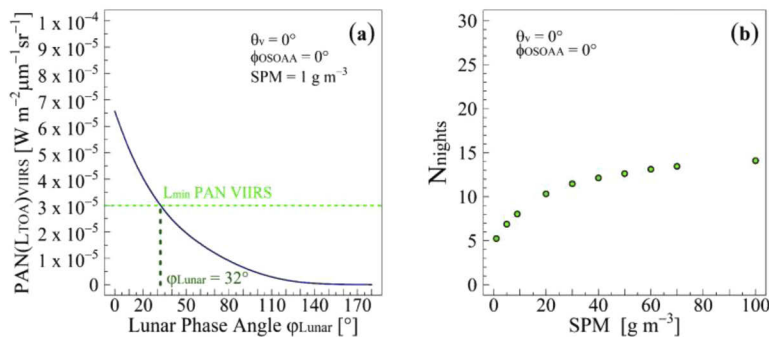 (a)
θv = 0°
ϕOSOAA = 0°
SPM = 1 g m⁻³
PAN(LTOA)VIIRS [W m⁻²µm⁻¹sr⁻¹]
1 x 10⁻⁴
9 x 10⁻⁵
8 x 10⁻⁵
7 x 10⁻⁵
6 x 10⁻⁵
5 x 10⁻⁵
4 x 10⁻⁵
3 x 10⁻⁵
2 x 10⁻⁵
1 x 10⁻⁵
0
Lmin PAN VIIRS
φLunar = 32°
0 30 60 80 110 140 170
Lunar Phase Angle φLunar [°]
(b)
θv = 0°
ϕOSOAA = 0°
Nnights
30
25
20
15
10
5
0
0 20 40 60 80 100
SPM [g m⁻³]